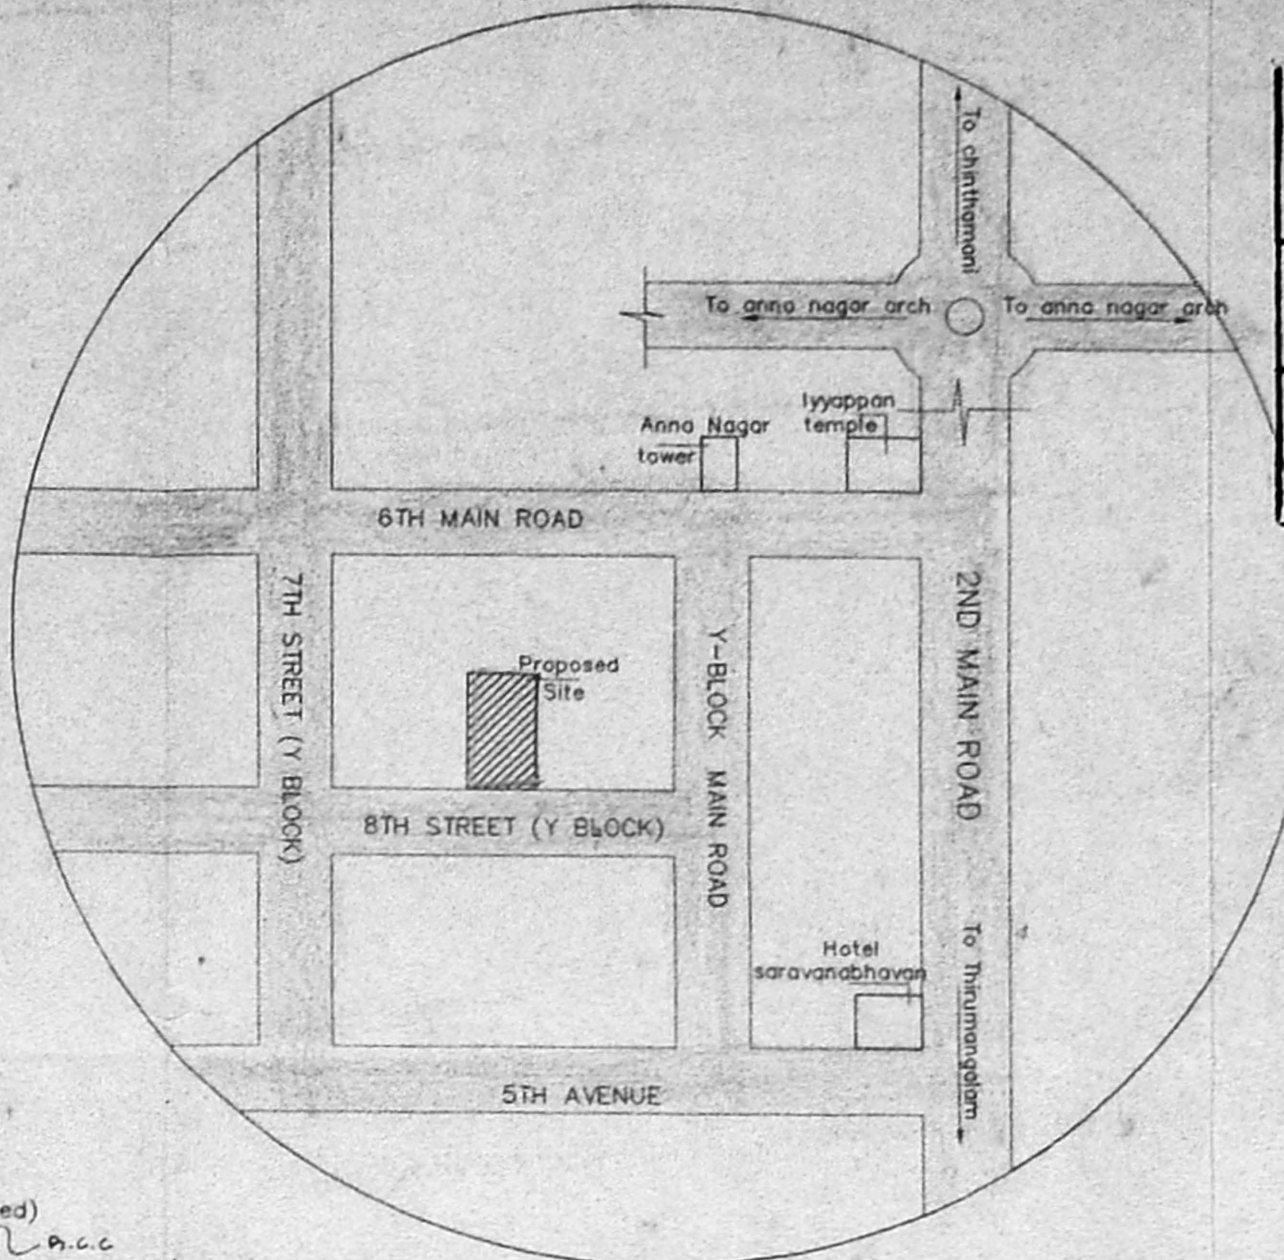 To chinthamani
To anna nagar arch
To anna nagar arch
Iyyappan
temple
Anna Nagar
tower
6TH MAIN ROAD
7TH STREET (Y BLOCK)
Proposed
Site
Y-BLOCK MAIN ROAD
2ND MAIN ROAD
8TH STREET (Y BLOCK)
Hotel
saravanabhavan
To Thirumangalam
5TH AVENUE
ed)
R.C.C